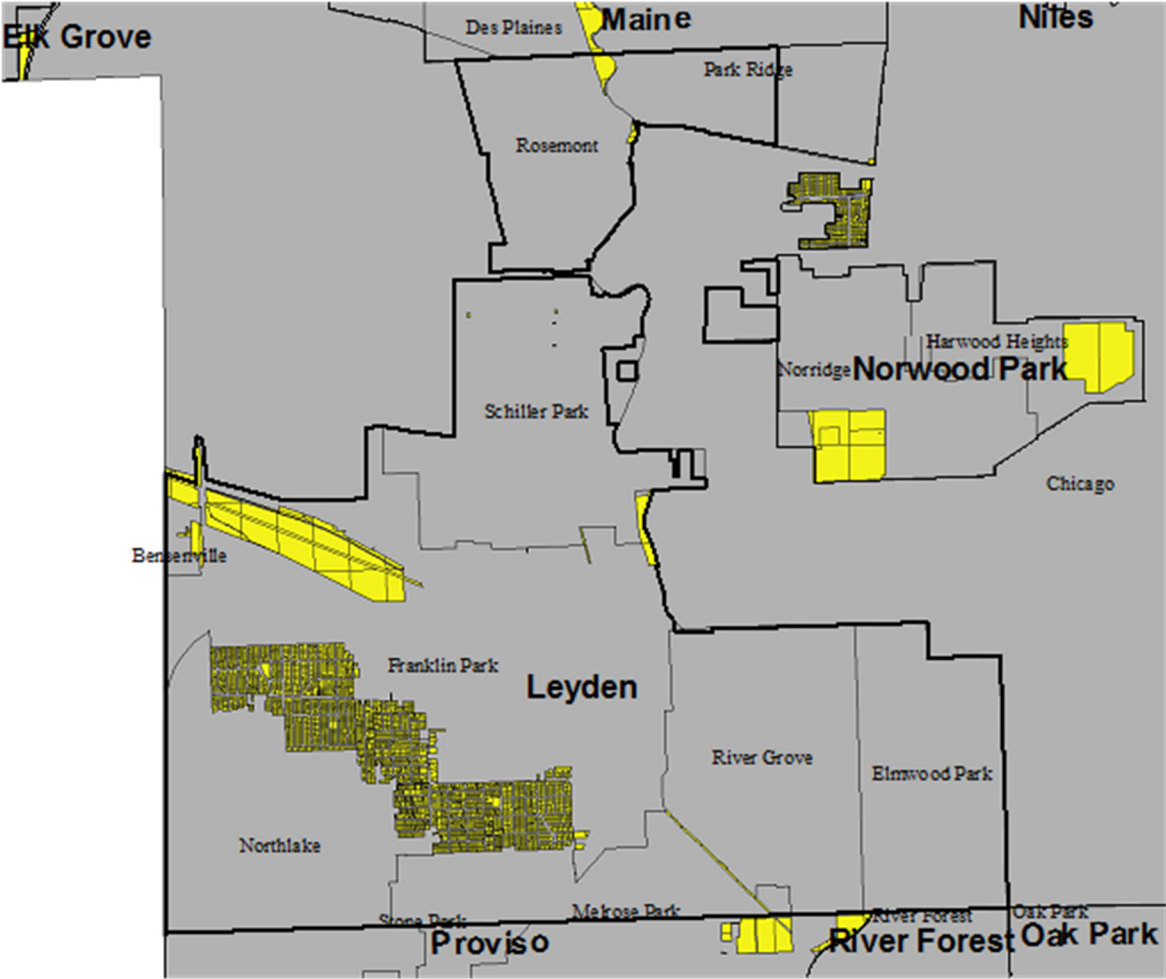 Elk Grove
Des Plaines
Maine
Niles
Park Ridge
Rosemont
Harwood Heights
Norridge
Norwood Park
Schiller Park
Chicago
Bensenville
Franklin Park
Leyden
River Grove
Elmwood Park
Northlake
Stone Park
Melrose Park
River Forest
Oak Park
Proviso
River Forest
Oak Park